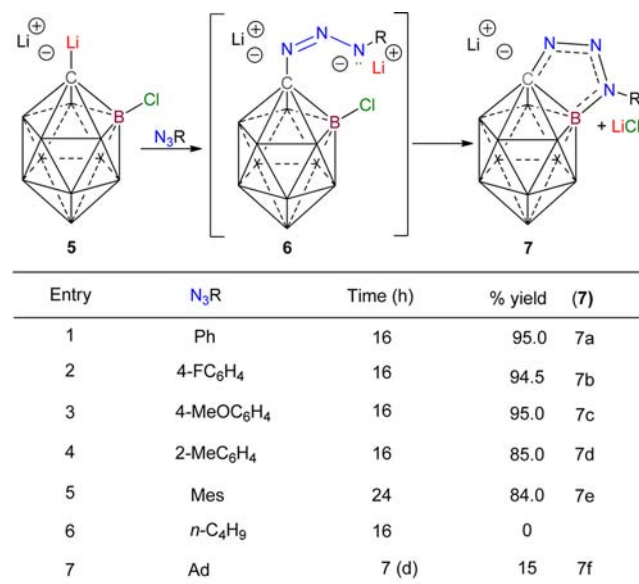 Li ⊕ ⊖ Li C B Cl
N₃R
Li ⊕ ⊖ N N N R ⊖ ·· Li ⊕ C B Cl
Li ⊕ ⊖ N N N R C B
+ LiCl
5 6 7
Entry N₃R Time (h) % yield (7)
1 Ph 16 95.0 7a
2 4-FC₆H₄ 16 94.5 7b
3 4-MeOC₆H₄ 16 95.0 7c
4 2-MeC₆H₄ 16 85.0 7d
5 Mes 24 84.0 7e
6 n-C₄H₉ 16 0
7 Ad 7 (d) 15 7f